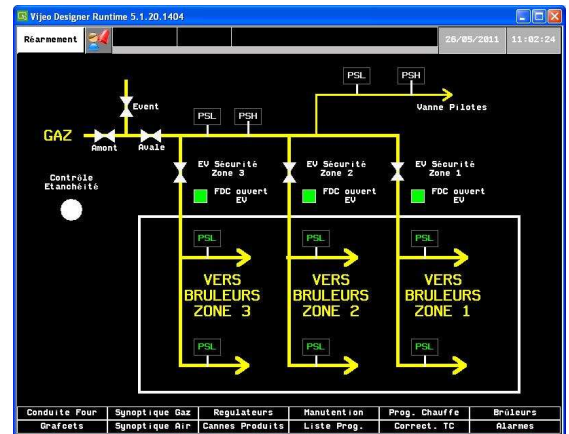 Vijeo Designer Runtime 5.1.20.1404
Réarmement
26/05/2011 11:02:24
PSL PSH
Event
PSL PSH
Vanne Pilotes
GAZ
Amont Avale
EV Sécurité
Zone 3
EV Sécurité
Zone 2
EV Sécurité
Zone 1
Contrôle
Etanchéité
FDC ouvert
EV
FDC ouvert
EV
FDC ouvert
EV
PSL PSL PSL
VERS
BRULEURS
ZONE 3
VERS
BRULEURS
ZONE 2
VERS
BRULEURS
ZONE 1
PSL PSL PSL
Conduite Four Synoptique Gaz Regulateurs Manutention Prog. Chauffe Brûleurs
Grafcets Synoptique Air Cannes Produits Liste Prog. Correct. TC Alarmes